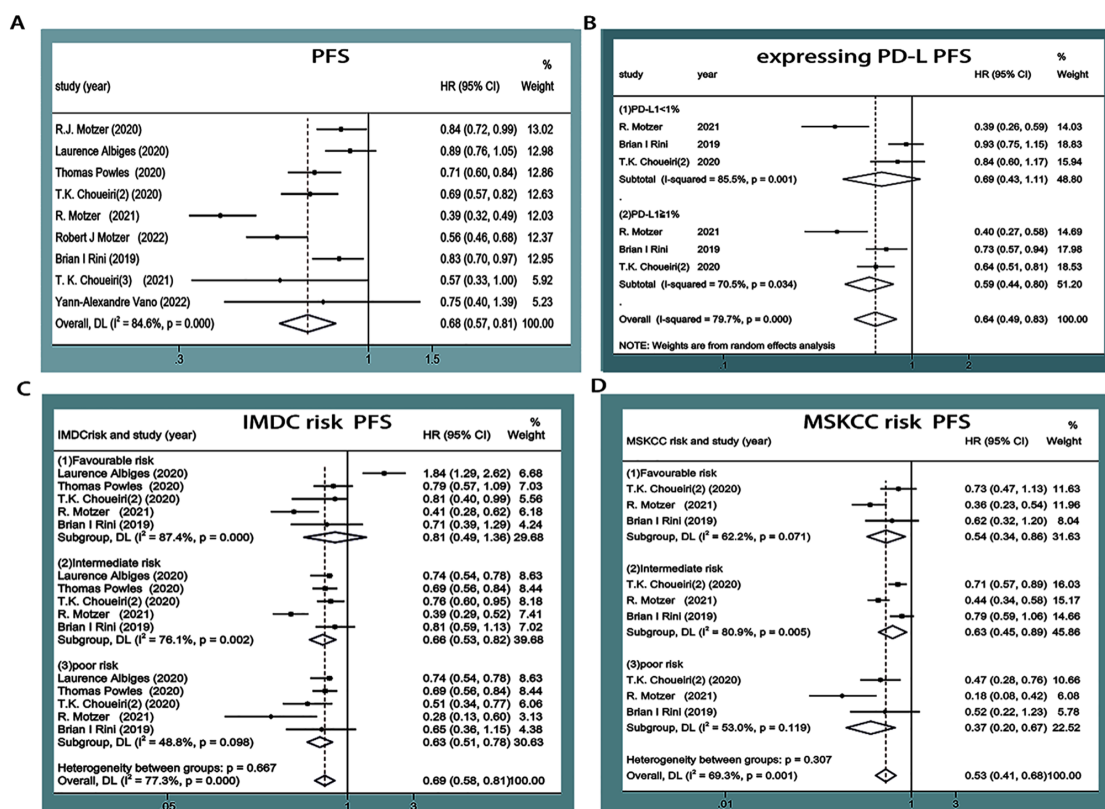 A
PFS
study (year) HR (95% CI) % Weight
R.J. Motzer (2020) 0.84 (0.72, 0.99) 13.02
Laurence Albiges (2020) 0.89 (0.76, 1.05) 12.98
Thomas Powles (2020) 0.71 (0.60, 0.84) 12.86
T.K. Choueiri(2) (2020) 0.69 (0.57, 0.82) 12.63
R. Motzer (2021) 0.39 (0.32, 0.49) 12.03
Robert J Motzer (2022) 0.56 (0.46, 0.68) 12.37
Brian I Rini (2019) 0.83 (0.70, 0.97) 12.95
T. K. Choueiri(3) (2021) 0.57 (0.33, 1.00) 5.92
Yann-Alexandre Vano (2022) 0.75 (0.40, 1.39) 5.23
Overall, DL (I² = 84.6%, p = 0.000) 0.68 (0.57, 0.81) 100.00
.3 1 1.5
B
expressing PD-L PFS
study year HR (95% CI) % Weight
(1)PD-L1<1%
R. Motzer 2021 0.39 (0.26, 0.59) 14.03
Brian I Rini 2019 0.93 (0.75, 1.15) 18.83
T.K. Choueiri(2) 2020 0.84 (0.60, 1.17) 15.94
Subtotal (I-squared = 85.5%, p = 0.001) 0.69 (0.43, 1.11) 48.80
.
(2)PD-L1≧1%
R. Motzer 2021 0.40 (0.27, 0.58) 14.69
Brian I Rini 2019 0.73 (0.57, 0.94) 17.98
T.K. Choueiri(2) 2020 0.64 (0.51, 0.81) 18.53
Subtotal (I-squared = 70.5%, p = 0.034) 0.59 (0.44, 0.80) 51.20
.
Overall (I-squared = 79.7%, p = 0.000) 0.64 (0.49, 0.83) 100.00
NOTE: Weights are from random effects analysis
.1 1 2
C
IMDC risk PFS
IMDCrisk and study (year) HR (95% CI) % Weight
(1)Favourable risk
Laurence Albiges (2020) 1.84 (1.29, 2.62) 6.68
Thomas Powles (2020) 0.79 (0.57, 1.09) 7.03
T.K. Choueiri(2) (2020) 0.81 (0.40, 0.99) 5.56
R. Motzer (2021) 0.41 (0.28, 0.62) 6.18
Brian I Rini (2019) 0.71 (0.39, 1.29) 4.24
Subgroup, DL (I² = 87.4%, p = 0.000) 0.81 (0.49, 1.36) 29.68
(2)Intermediate risk
Laurence Albiges (2020) 0.74 (0.54, 0.78) 8.63
Thomas Powles (2020) 0.69 (0.56, 0.84) 8.44
T.K. Choueiri(2) (2020) 0.76 (0.60, 0.95) 8.18
R. Motzer (2021) 0.39 (0.29, 0.52) 7.41
Brian I Rini (2019) 0.81 (0.59, 1.13) 7.02
Subgroup, DL (I² = 76.1%, p = 0.002) 0.66 (0.53, 0.82) 39.68
(3)poor risk
Laurence Albiges (2020) 0.74 (0.54, 0.78) 8.63
Thomas Powles (2020) 0.69 (0.56, 0.84) 8.44
T.K. Choueiri(2) (2020) 0.51 (0.34, 0.77) 6.06
R. Motzer (2021) 0.28 (0.13, 0.60) 3.13
Brian I Rini (2019) 0.65 (0.36, 1.15) 4.38
Subgroup, DL (I² = 48.8%, p = 0.098) 0.63 (0.51, 0.78) 30.63
Heterogeneity between groups: p = 0.667
Overall, DL (I² = 77.3%, p = 0.000) 0.69 (0.58, 0.81)100.00
.05 1 3
D
MSKCC risk PFS
MSKCC risk and study (year) HR (95% CI) % Weight
(1)Favourable risk
T.K. Choueiri(2) (2020) 0.73 (0.47, 1.13) 11.63
R. Motzer (2021) 0.36 (0.23, 0.54) 11.96
Brian I Rini (2019) 0.62 (0.32, 1.20) 8.04
Subgroup, DL (I² = 62.2%, p = 0.071) 0.54 (0.34, 0.86) 31.63
(2)Intermediate risk
T.K. Choueiri(2) (2020) 0.71 (0.57, 0.89) 16.03
R. Motzer (2021) 0.44 (0.34, 0.58) 15.17
Brian I Rini (2019) 0.79 (0.59, 1.06) 14.66
Subgroup, DL (I² = 80.9%, p = 0.005) 0.63 (0.45, 0.89) 45.86
(3)poor risk
T.K. Choueiri(2) (2020) 0.47 (0.28, 0.76) 10.66
R. Motzer (2021) 0.18 (0.08, 0.42) 6.08
Brian I Rini (2019) 0.52 (0.22, 1.23) 5.78
Subgroup, DL (I² = 53.0%, p = 0.119) 0.37 (0.20, 0.67) 22.52
Heterogeneity between groups: p = 0.307
Overall, DL (I² = 69.3%, p = 0.001) 0.53 (0.41, 0.68)100.00
.01 1 3